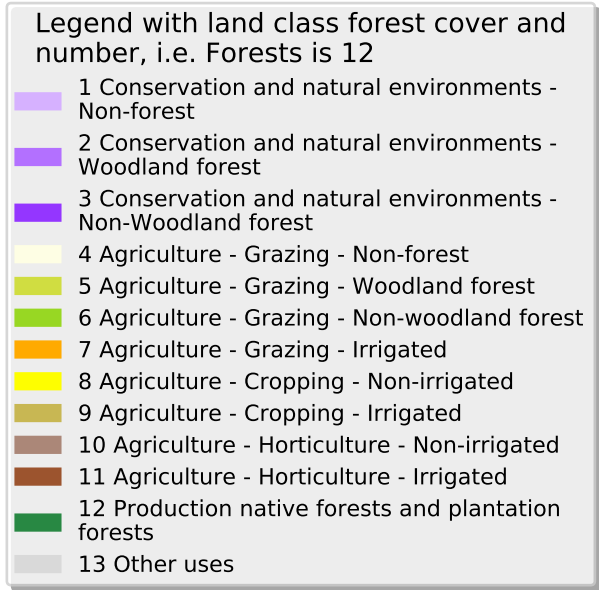 Legend with land class forest cover and
number, i.e. Forests is 12
1 Conservation and natural environments -
Non-forest
2 Conservation and natural environments -
Woodland forest
3 Conservation and natural environments -
Non-Woodland forest
4 Agriculture - Grazing - Non-forest
5 Agriculture - Grazing - Woodland forest
6 Agriculture - Grazing - Non-woodland forest
7 Agriculture - Grazing - Irrigated
8 Agriculture - Cropping - Non-irrigated
9 Agriculture - Cropping - Irrigated
10 Agriculture - Horticulture - Non-irrigated
11 Agriculture - Horticulture - Irrigated
12 Production native forests and plantation
forests
13 Other uses